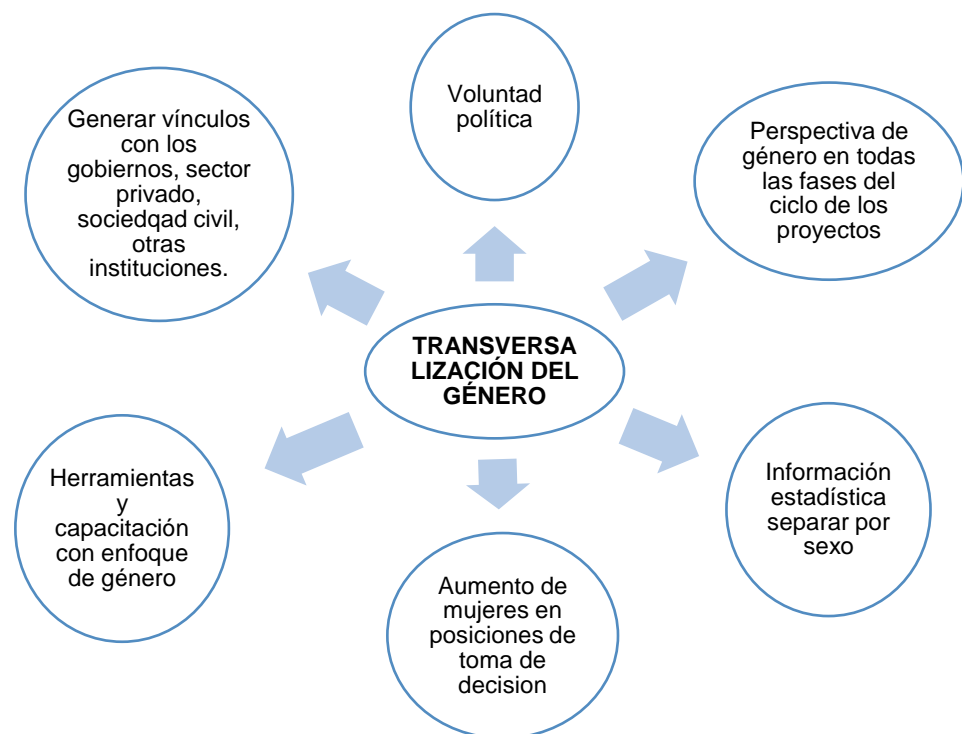 Voluntad
política
Perspectiva de
género en todas
las fases del
ciclo de los
proyectos
Información
estadística
separar por
sexo
Aumento de
mujeres en
posiciones de
toma de
decision
Herramientas
y
capacitación
con enfoque
de género
Generar vínculos
con los
gobiernos, sector
privado,
sociedqad civil,
otras
instituciones.
TRANSVERSA
LIZACIÓN DEL
GÉNERO